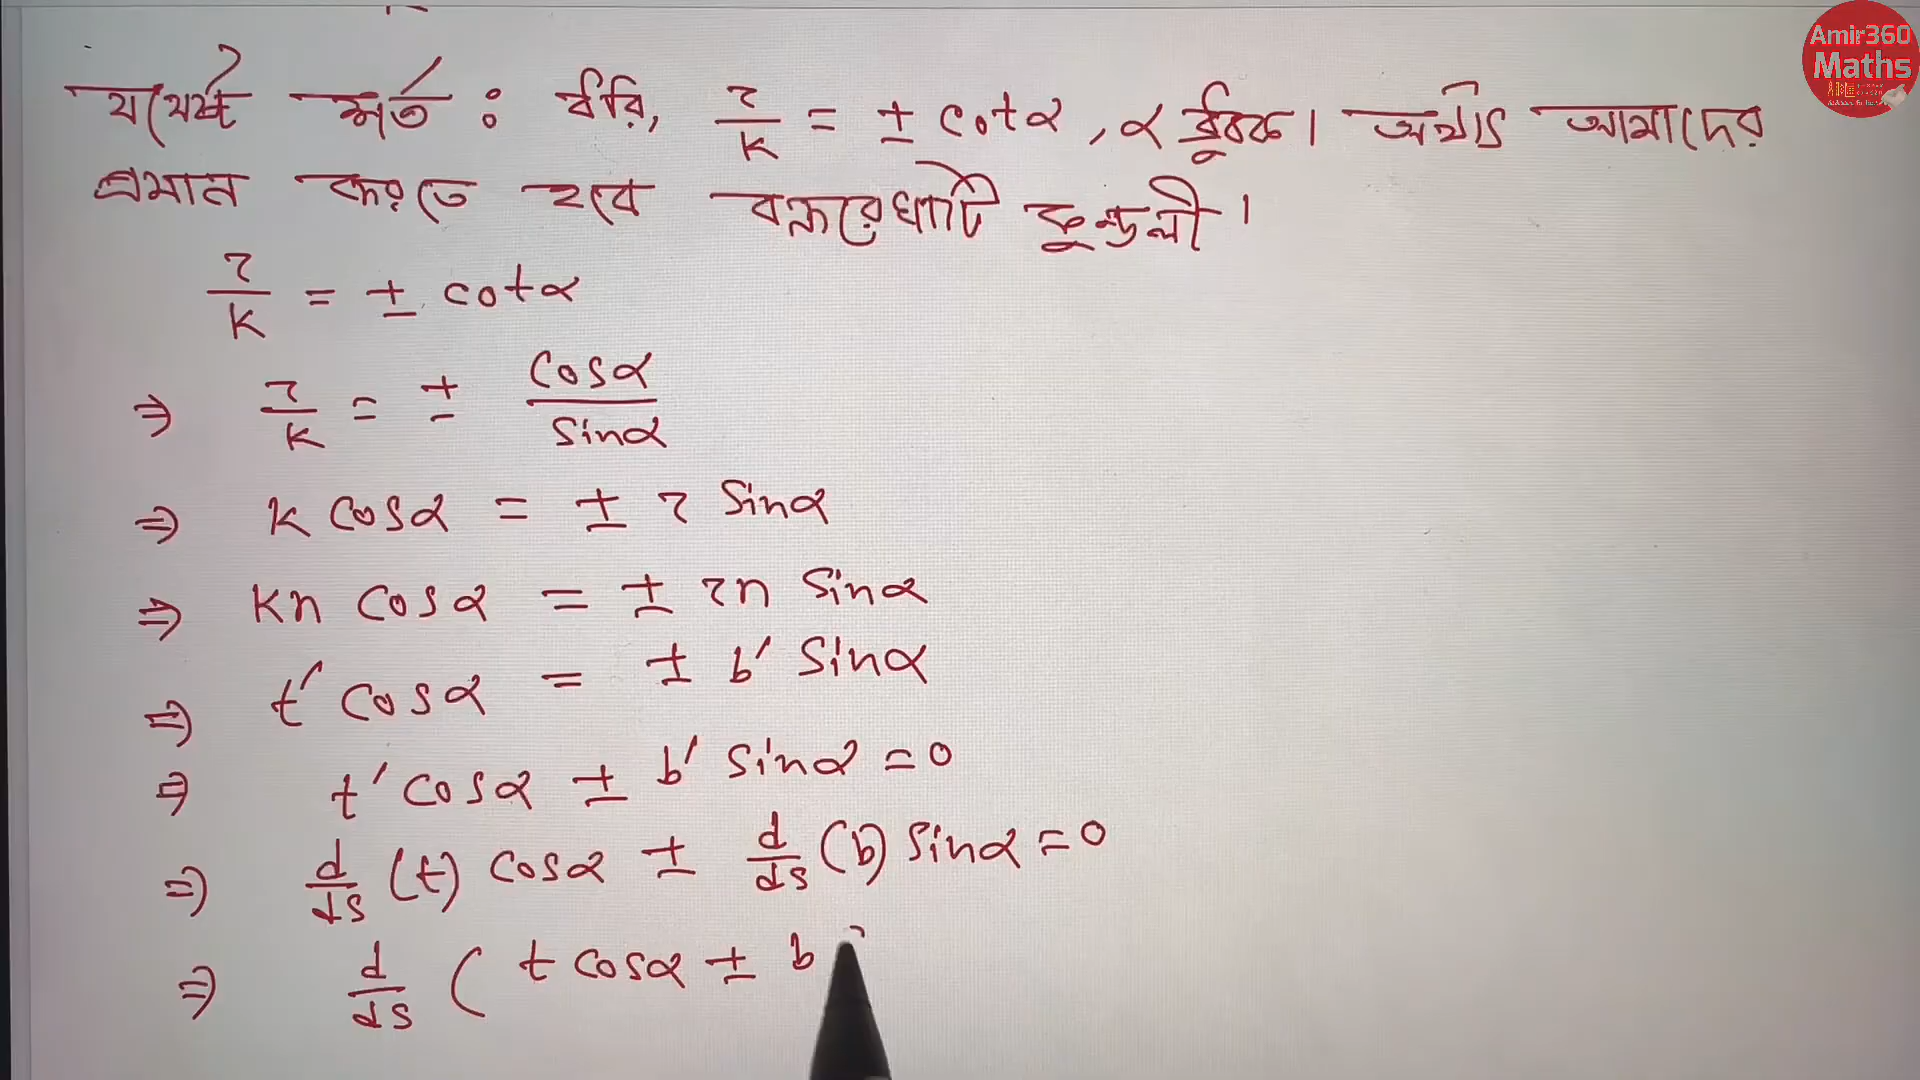 যথেষ্ট শর্ত : ধরি, τ/k = ± cotα, α ধ্রুবক। অর্থাৎ আমাদের
প্রমান করতে হবে বক্ররেখাটি কুন্ডলী।
τ/k = ± cotα
⇒ τ/k = ± cosα/sinα
⇒ k cosα = ± τ sinα
⇒ kn cosα = ± τn sinα
⇒ t' cosα = ± b' sinα
⇒ t' cosα ± b' sinα = 0
⇒ d/ds (t) cosα ± d/ds (b) sinα = 0
⇒ d/ds ( t cosα ± b
Amir360
Maths